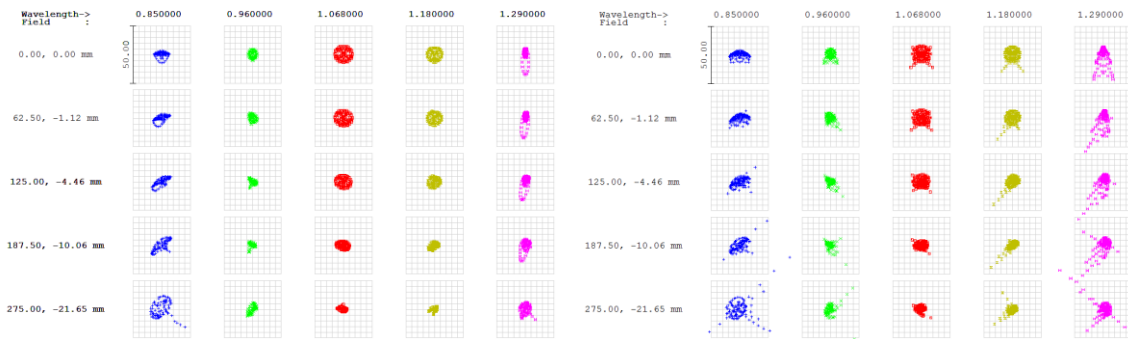 Wavelength-> 0.850000 0.960000 1.068000 1.180000 1.290000
Field :
0.00, 0.00 mm
50.00
62.50, -1.12 mm
125.00, -4.46 mm
187.50, -10.06 mm
275.00, -21.65 mm
Wavelength-> 0.850000 0.960000 1.068000 1.180000 1.290000
Field :
0.00, 0.00 mm
50.00
62.50, -1.12 mm
125.00, -4.46 mm
187.50, -10.06 mm
275.00, -21.65 mm